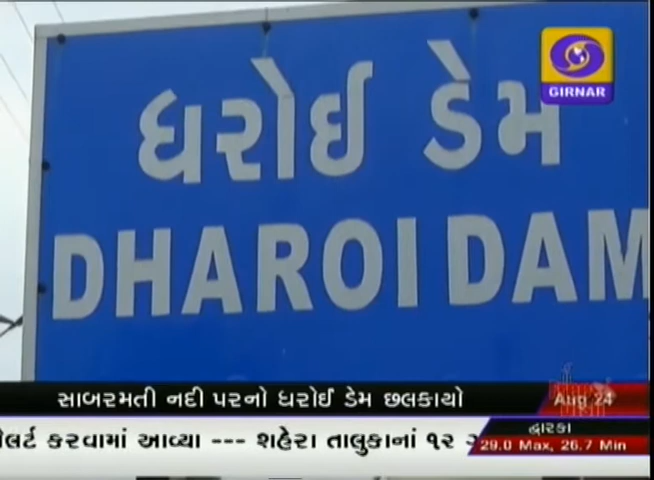 GIRNAR
ધરોઈ ડેમ
DHAROI DAM
સાબરમતી નદી પરનો ધરોઈ ડેમ છલકાયો
Aug 24
કરવામાં આવ્યા --- શહેરા તાલુકાનાં ૧૨
દ્વારકા
29.0 Max, 26.7 Min